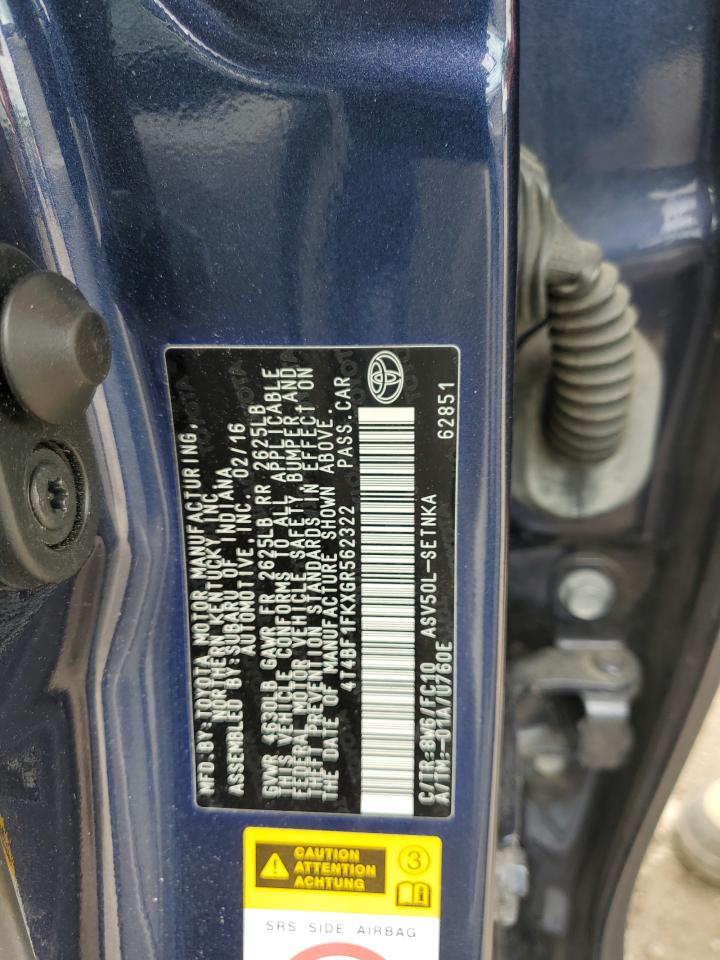 MFD.BY:TOYOTA MOTOR MANUFACTURING,
NORTHERN KENTUCKY INC.
ASSEMBLED BY:SUBARU OF INDIANA
AUTOMOTIVE, INC. 02/16
GVWR 4630LB GAWR FR 2625LB RR 2625LB
THIS VEHICLE CONFORMS TO ALL APPLICABLE
FEDERAL MOTOR VEHICLE SAFETY, BUMPER AND
THEFT PREVENTION STANDARDS IN EFFECT ON
THE DATE OF MANUFACTURE SHOWN ABOVE.
4T4BF1FKXGR562322 PASS. CAR
C/TR:8W6/FC10 ASV50L-SETNKA 62851
A/TM:-01A/U760E
CAUTION
ATTENTION
ACHTUNG
3
SRS SIDE AIRBAG